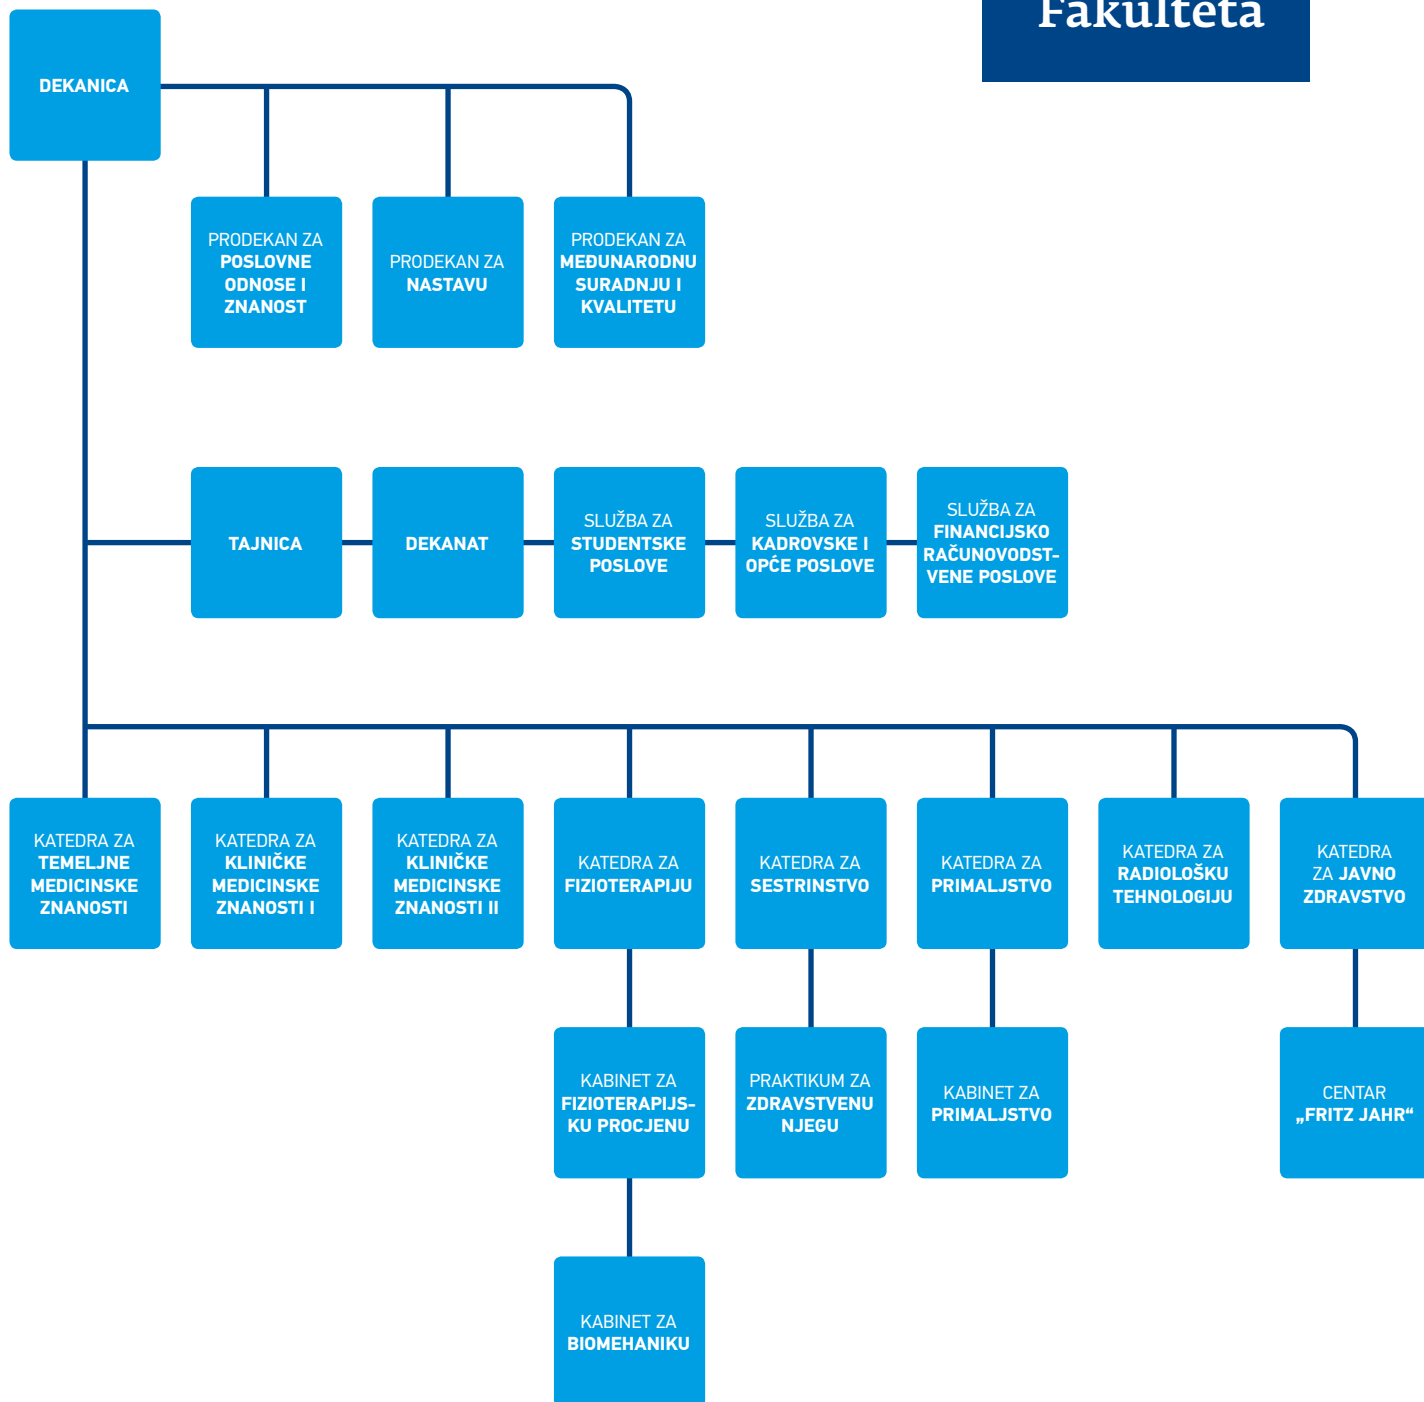 Fakulteta
DEKANICA
PRODEKAN ZA
POSLOVNE
ODNOSE I
ZNANOST
PRODEKAN ZA
NASTAVU
PRODEKAN ZA
MEĐUNARODNU
SURADNJU I
KVALITETU
TAJNICA
DEKANAT
SLUŽBA ZA
STUDENTSKE
POSLOVE
SLUŽBA ZA
KADROVSKE I
OPĆE POSLOVE
SLUŽBA ZA
FINANCIJSKO
RAČUNOVODST-
VENE POSLOVE
KATEDRA ZA
TEMELJNE
MEDICINSKE
ZNANOSTI
KATEDRA ZA
KLINIČKE
MEDICINSKE
ZNANOSTI I
KATEDRA ZA
KLINIČKE
MEDICINSKE
ZNANOSTI II
KATEDRA ZA
FIZIOTERAPIJU
KATEDRA ZA
SESTRINSTVO
KATEDRA ZA
PRIMALJSTVO
KATEDRA ZA
RADIOLOŠKU
TEHNOLOGIJU
KATEDRA
ZA JAVNO
ZDRAVSTVO
KABINET ZA
FIZIOTERAPIJS-
KU PROCJENU
PRAKTIKUM ZA
ZDRAVSTVENU
NJEGU
KABINET ZA
PRIMALJSTVO
CENTAR
„FRITZ JAHR“
KABINET ZA
BIOMEHANIKU